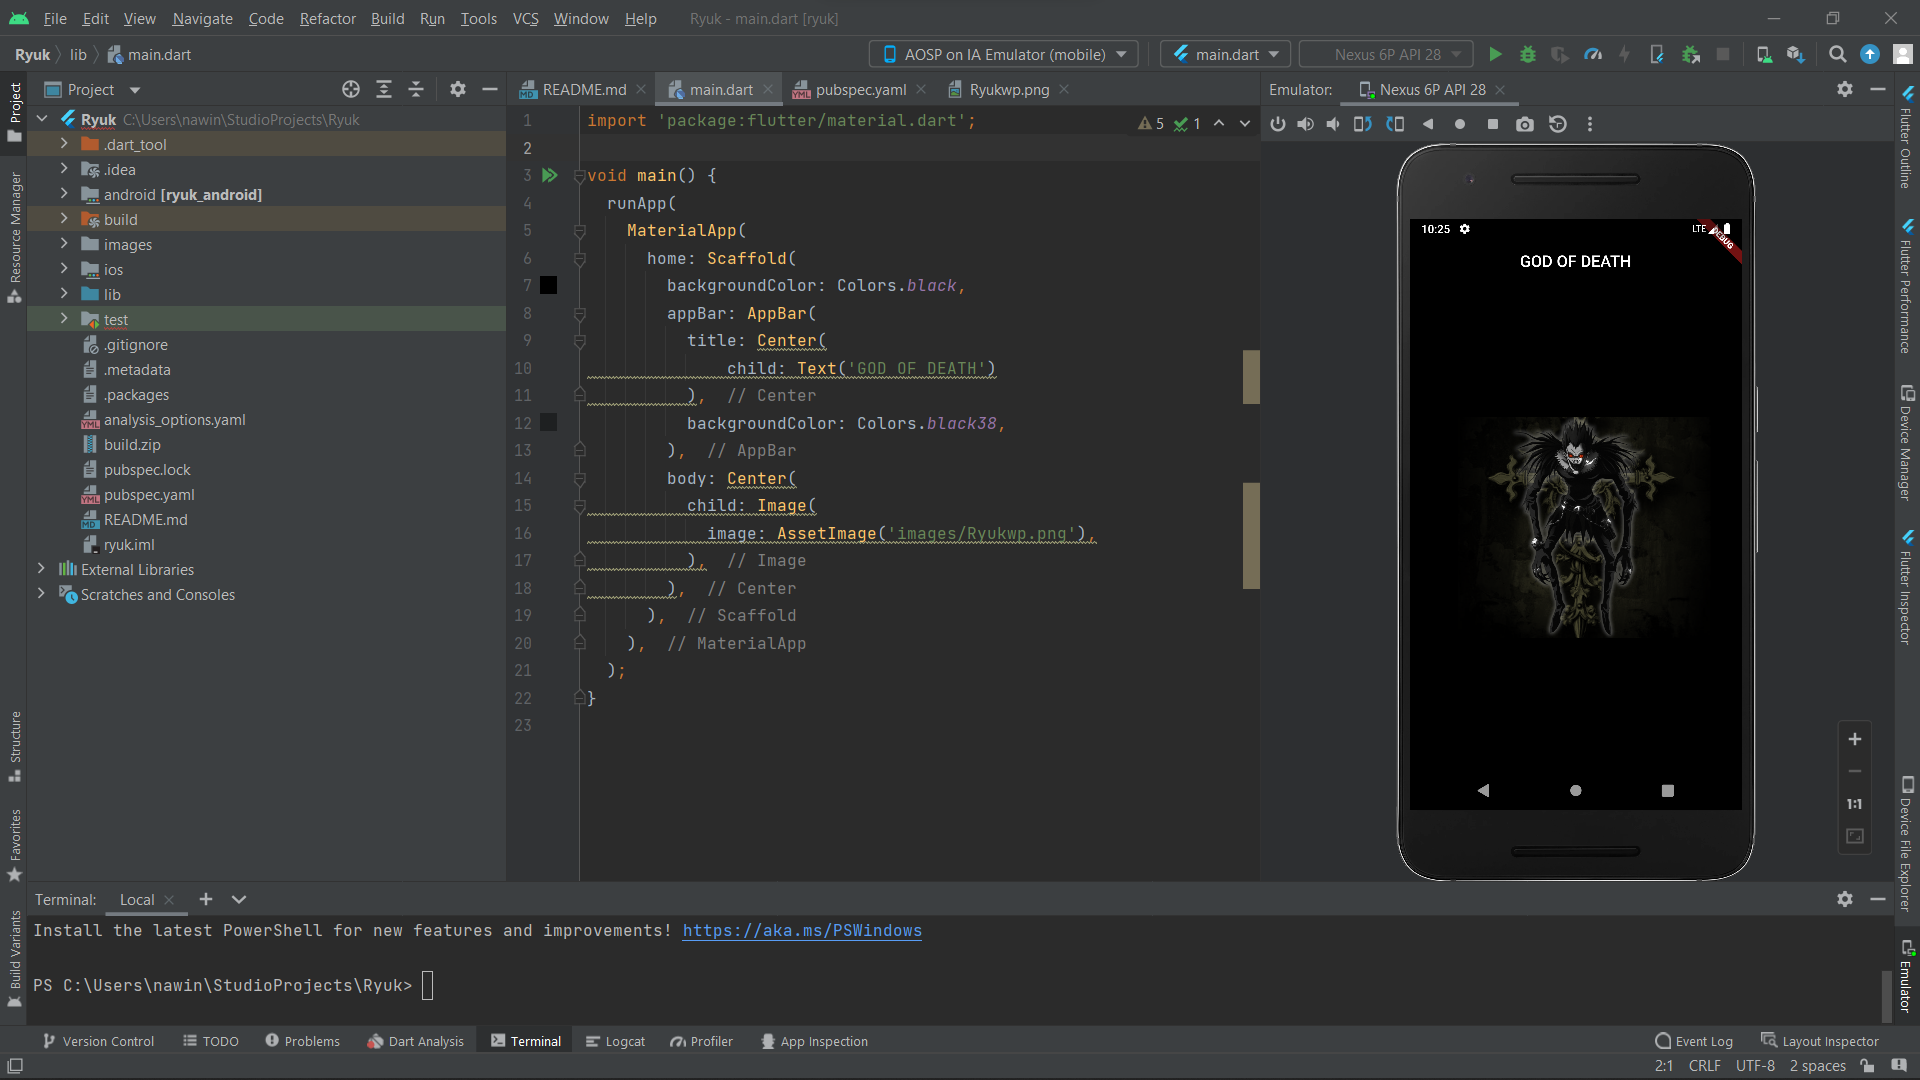 File Edit View Navigate Code Refactor Build Run Tools VCS Window Help Ryuk - main.dart [ryuk]
Ryuk lib main.dart AOSP on IA Emulator (mobile) main.dart Nexus 6P API 28
Project
README.md main.dart pubspec.yaml Ryukwp.png
Emulator: Nexus 6P API 28
Project
Resource Manager
Structure
Favorites
Build Variants
Ryuk C:\Users\nawin\StudioProjects\Ryuk
.dart_tool
.idea
android [ryuk_android]
build
images
ios
lib
test
.gitignore
.metadata
.packages
analysis_options.yaml
build.zip
pubspec.lock
pubspec.yaml
README.md
ryuk.iml
External Libraries
Scratches and Consoles
5 1
1 import 'package:flutter/material.dart';
2
3 void main() {
4 runApp(
5 MaterialApp(
6 home: Scaffold(
7 backgroundColor: Colors.black,
8 appBar: AppBar(
9 title: Center(
10 child: Text('GOD OF DEATH')
11 ), // Center
12 backgroundColor: Colors.black38,
13 ), // AppBar
14 body: Center(
15 child: Image(
16 image: AssetImage('images/Ryukwp.png'),
17 ), // Image
18 ), // Center
19 ), // Scaffold
20 ), // MaterialApp
21 );
22 }
23
10:25 LTE
DEBUG
GOD OF DEATH
1:1
Flutter Outline
Flutter Performance
Device Manager
Flutter Inspector
Device File Explorer
Emulator
Terminal: Local
Install the latest PowerShell for new features and improvements! https://aka.ms/PSWindows
PS C:\Users\nawin\StudioProjects\Ryuk>
Version Control TODO Problems Dart Analysis Terminal Logcat Profiler App Inspection Event Log Layout Inspector
2:1 CRLF UTF-8 2 spaces